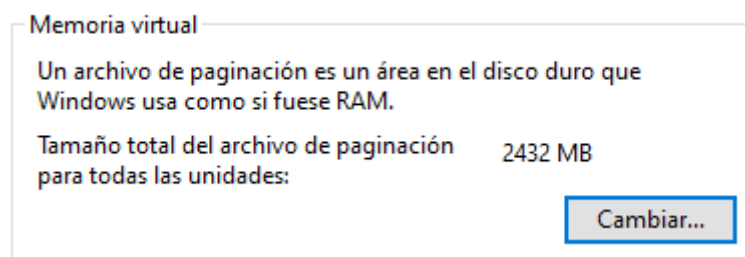 Memoria virtual
Un archivo de paginación es un área en el disco duro que
Windows usa como si fuese RAM.
Tamaño total del archivo de paginación
para todas las unidades:
2432 MB
Cambiar...